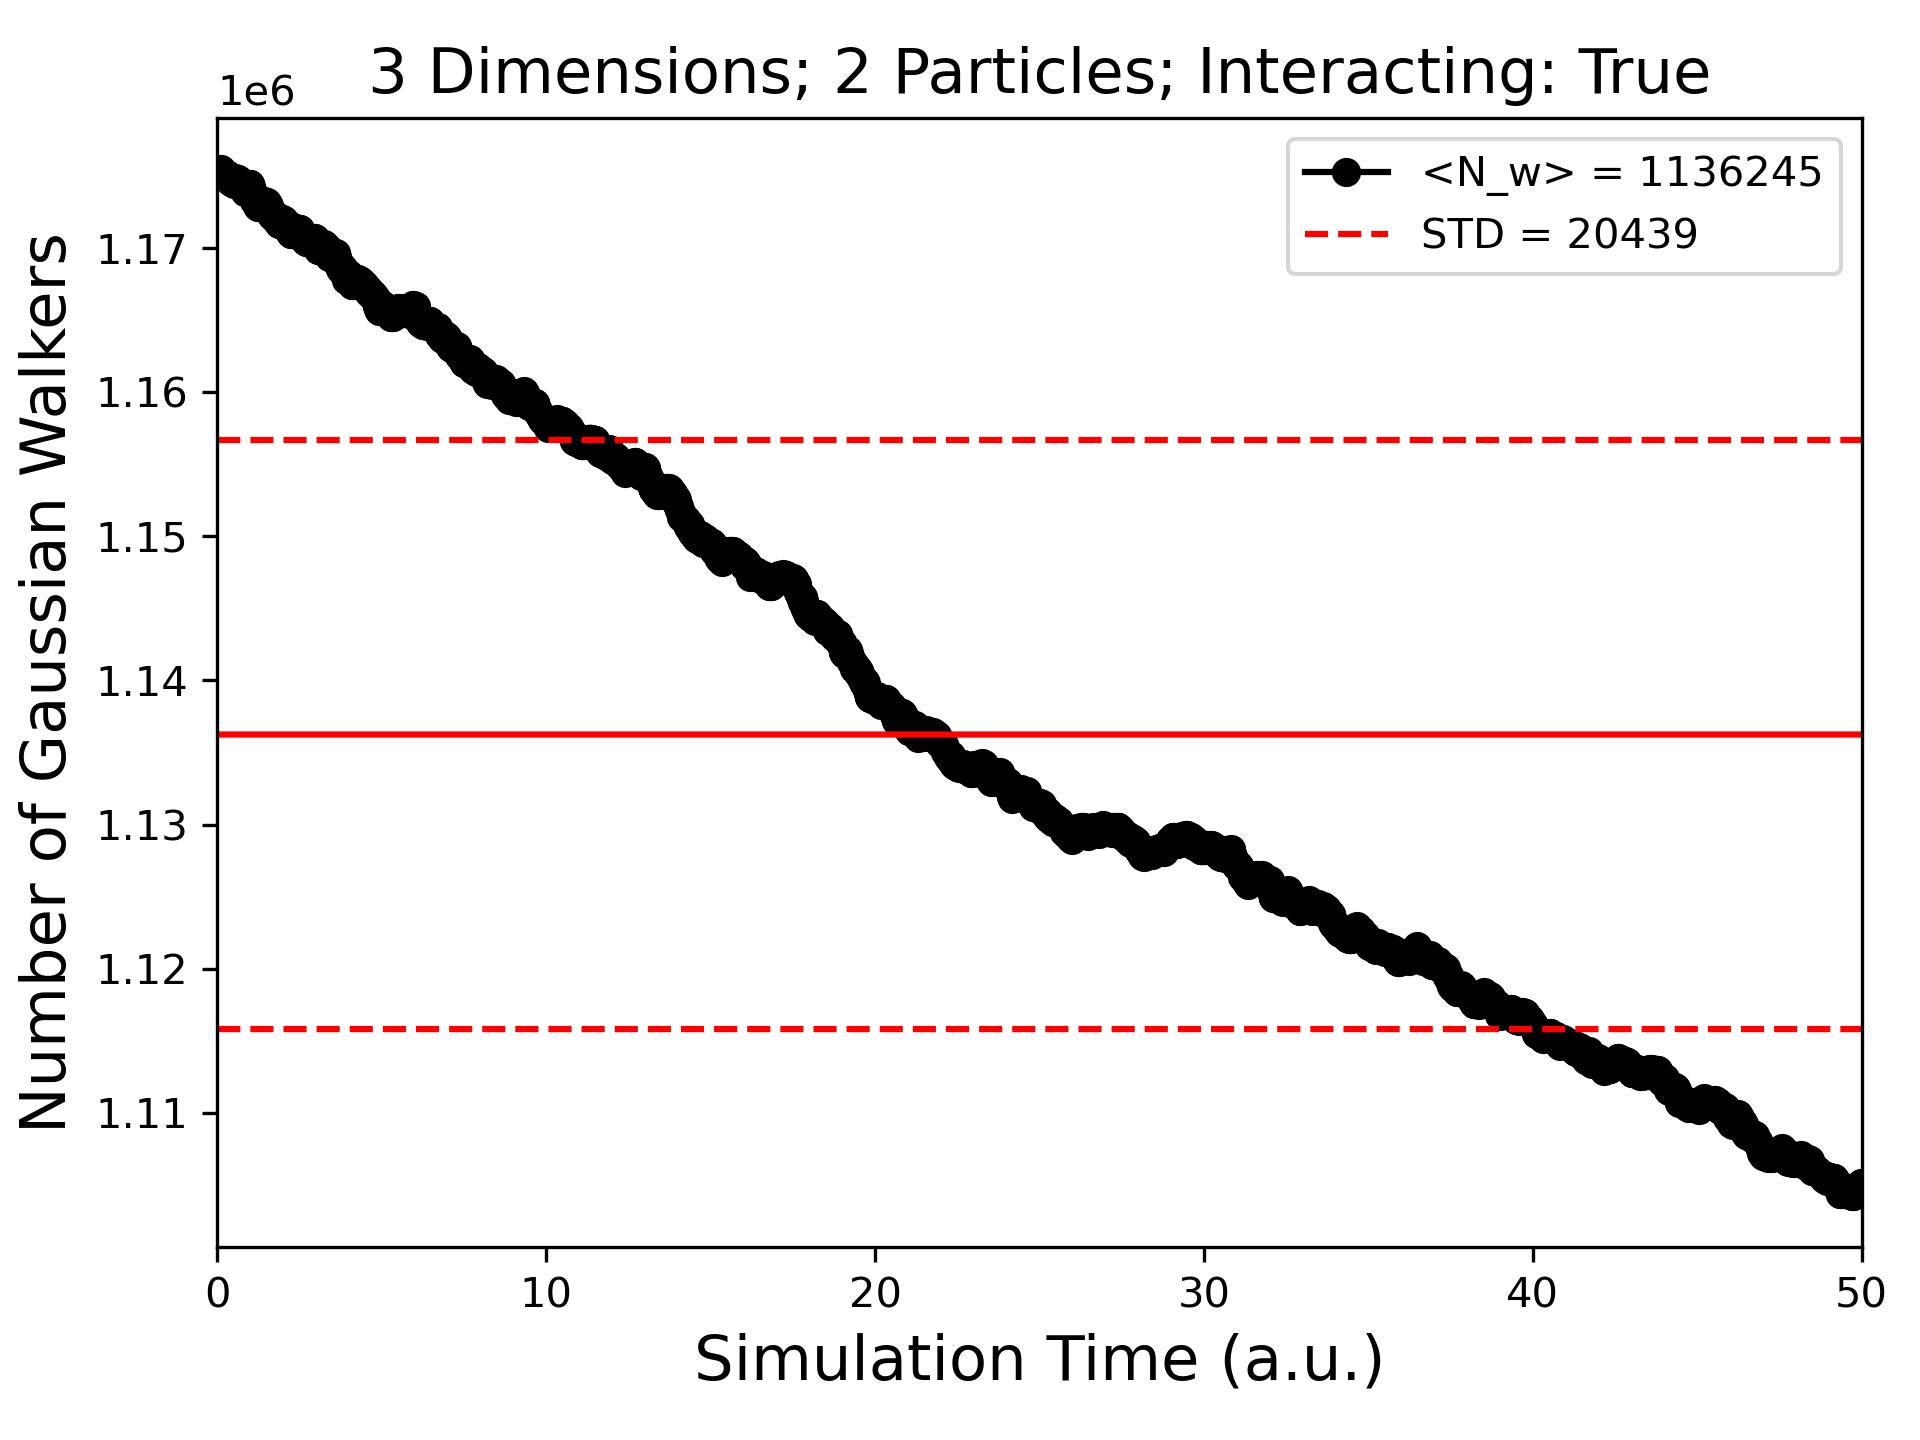 3 Dimensions; 2 Particles; Interacting: True
1e6
<N_w> = 1136245
STD = 20439
Number of Gaussian Walkers
1.17
1.16
1.15
1.14
1.13
1.12
1.11
0 10 20 30 40 50
Simulation Time (a.u.)